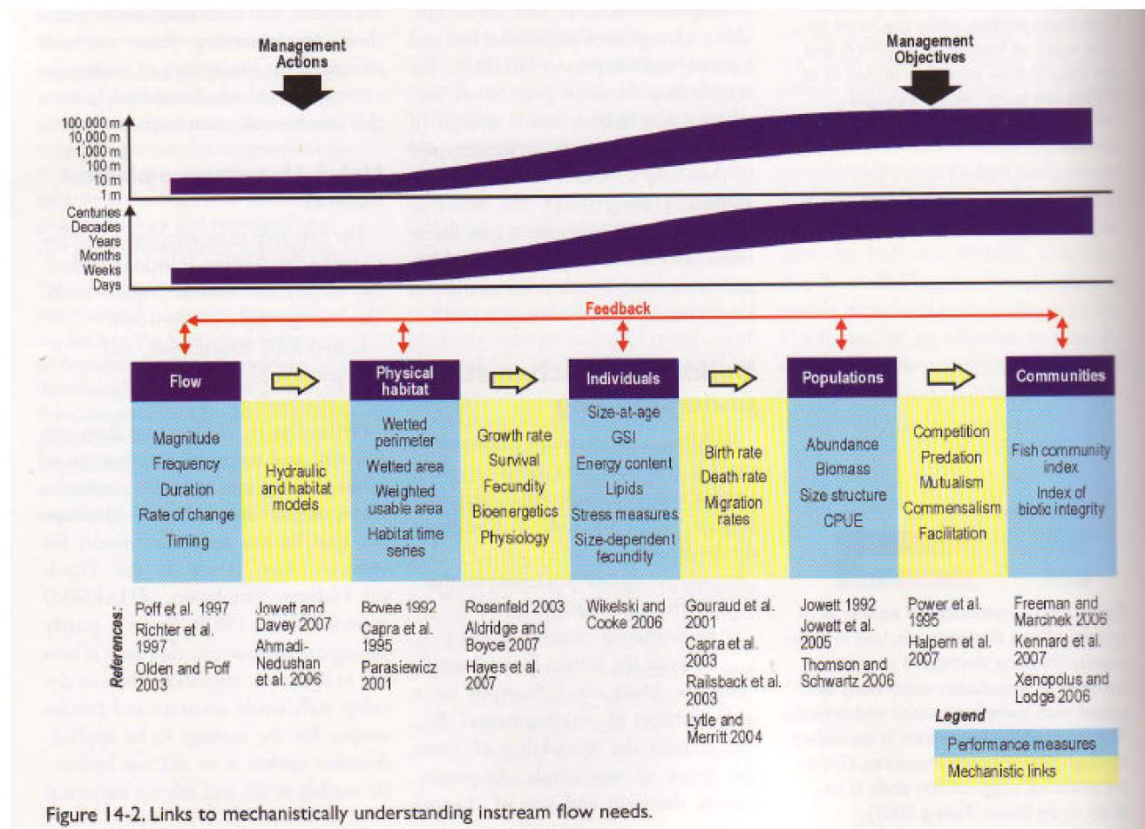 Management
Actions
Management
Objectives
100,000 m
10,000 m
1,000 m
100 m
10 m
1 m
Centuries
Decades
Years
Months
Weeks
Days
Feedback
Flow
Magnitude
Frequency
Duration
Rate of change
Timing
Hydraulic
and habitat
models
Physical
habitat
Wetted
perimeter
Wetted area
Weighted
usable area
Habitat time
series
Growth rate
Survival
Fecundity
Bioenergetics
Physiology
Individuals
Size-at-age
GSI
Energy content
Lipids
Stress measures
Size-dependent
fecundity
Birth rate
Death rate
Migration
rates
Populations
Abundance
Biomass
Size structure
CPUE
Competition
Predation
Mutualism
Commensalism
Facilitation
Communities
Fish community
index
Index of
biotic integrity
References:
Poff et al. 1997
Richter et al.
1997
Olden and Poff
2003
Jowett and
Davey 2007
Ahmadi-
Nedushan
et al. 2006
Bovee 1992
Capra et al.
1995
Parasiewicz
2001
Rosenfeld 2003
Aldridge and
Boyce 2007
Hayes et al.
2007
Wikelski and
Cooke 2006
Gouraud et al.
2001
Capra et al.
2003
Railsback et al.
2003
Lytle and
Merritt 2004
Jowett 1992
Jowett et al.
2005
Thomson and
Schwartz 2006
Power et al.
1995
Halpern et al.
2007
Freeman and
Marcinek 2006
Kennard et al.
2007
Xenopolus and
Lodge 2006
Legend
Performance measures
Mechanistic links
Figure 14-2. Links to mechanistically understanding instream flow needs.